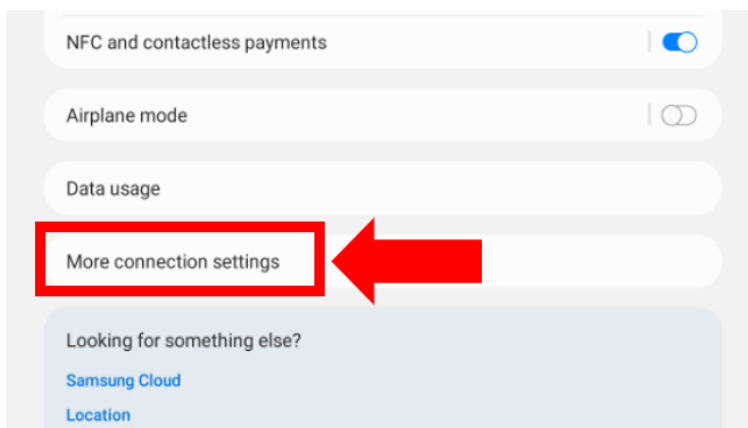 NFC and contactless payments
Airplane mode
Data usage
More connection settings
Looking for something else?
Samsung Cloud
Location